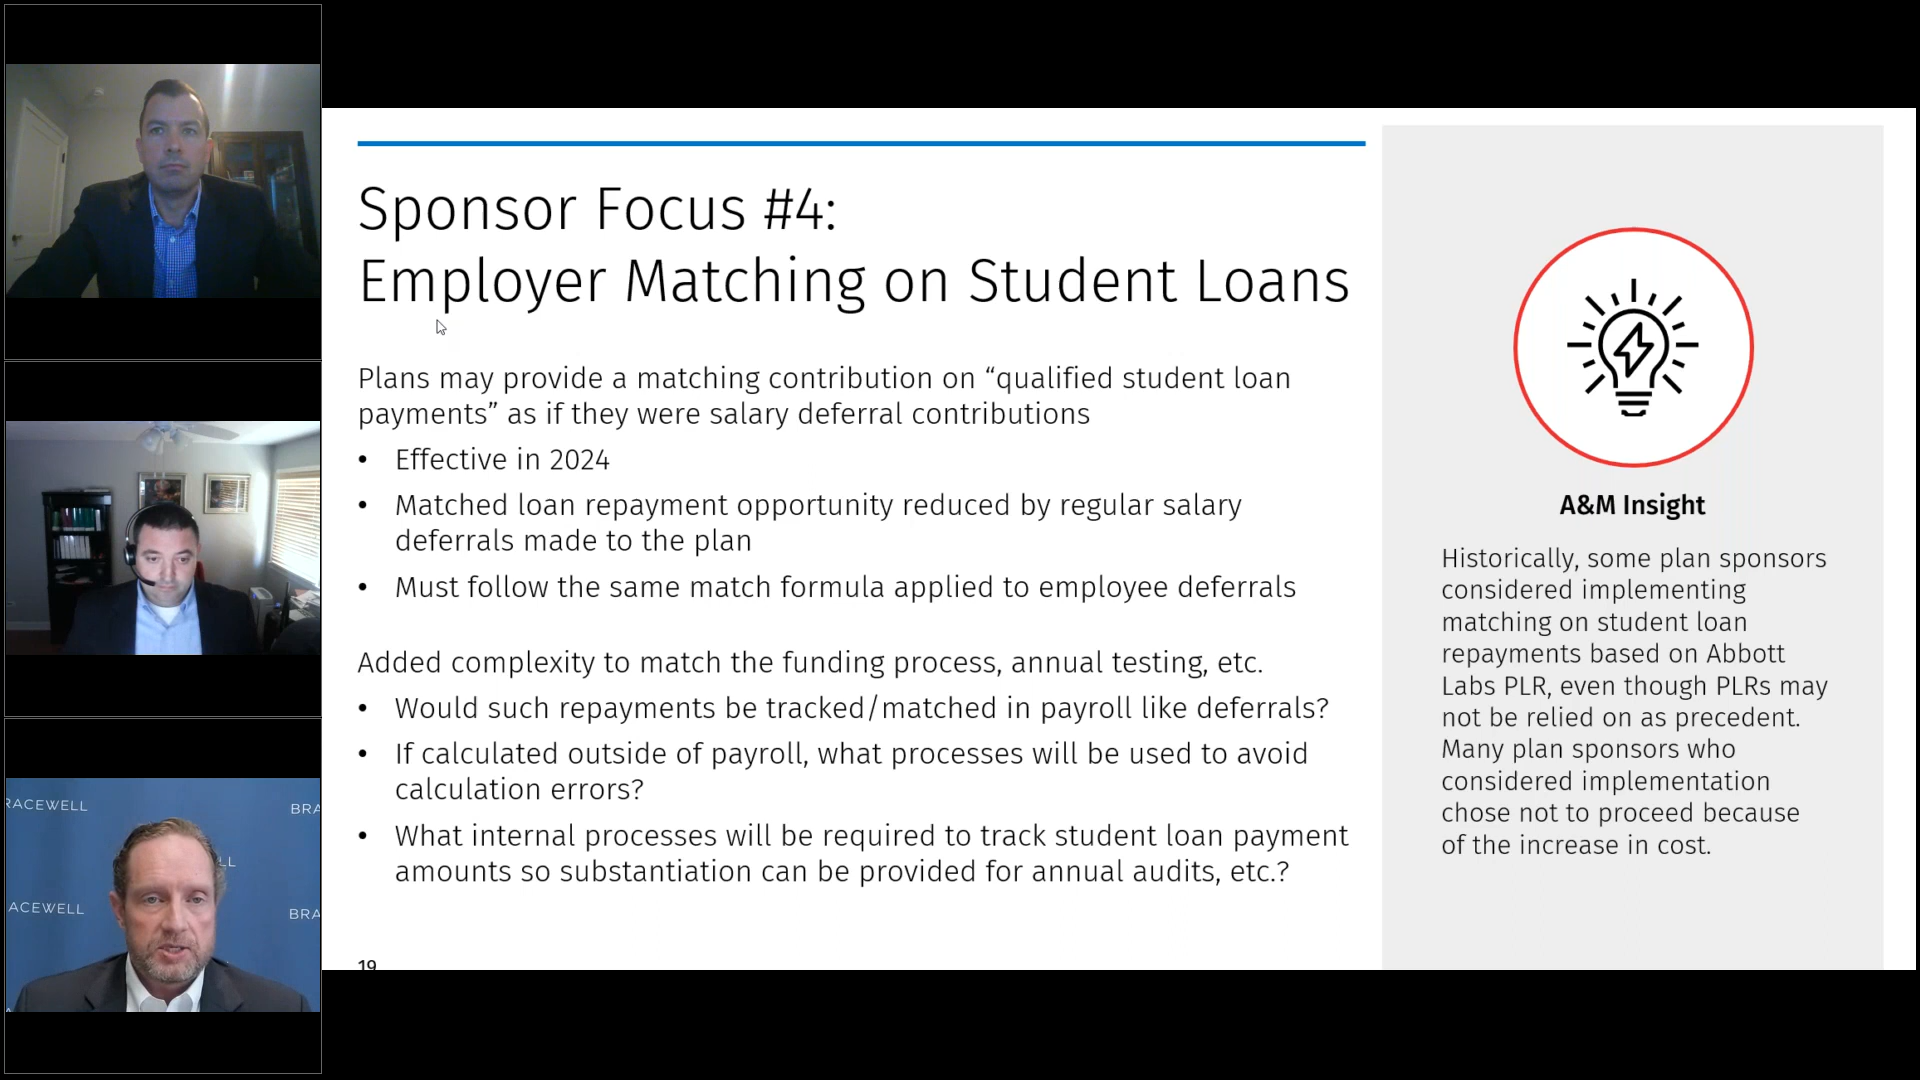 Sponsor Focus #4:
Employer Matching on Student Loans
Plans may provide a matching contribution on “qualified student loan
payments” as if they were salary deferral contributions
• Effective in 2024
• Matched loan repayment opportunity reduced by regular salary
deferrals made to the plan
• Must follow the same match formula applied to employee deferrals
Added complexity to match the funding process, annual testing, etc.
• Would such repayments be tracked/matched in payroll like deferrals?
• If calculated outside of payroll, what processes will be used to avoid
calculation errors?
• What internal processes will be required to track student loan payment
amounts so substantiation can be provided for annual audits, etc.?
19
A&M Insight
Historically, some plan sponsors
considered implementing
matching on student loan
repayments based on Abbott
Labs PLR, even though PLRs may
not be relied on as precedent.
Many plan sponsors who
considered implementation
chose not to proceed because
of the increase in cost.
RACEWELL
BRA
LL
ACEWELL
BRA